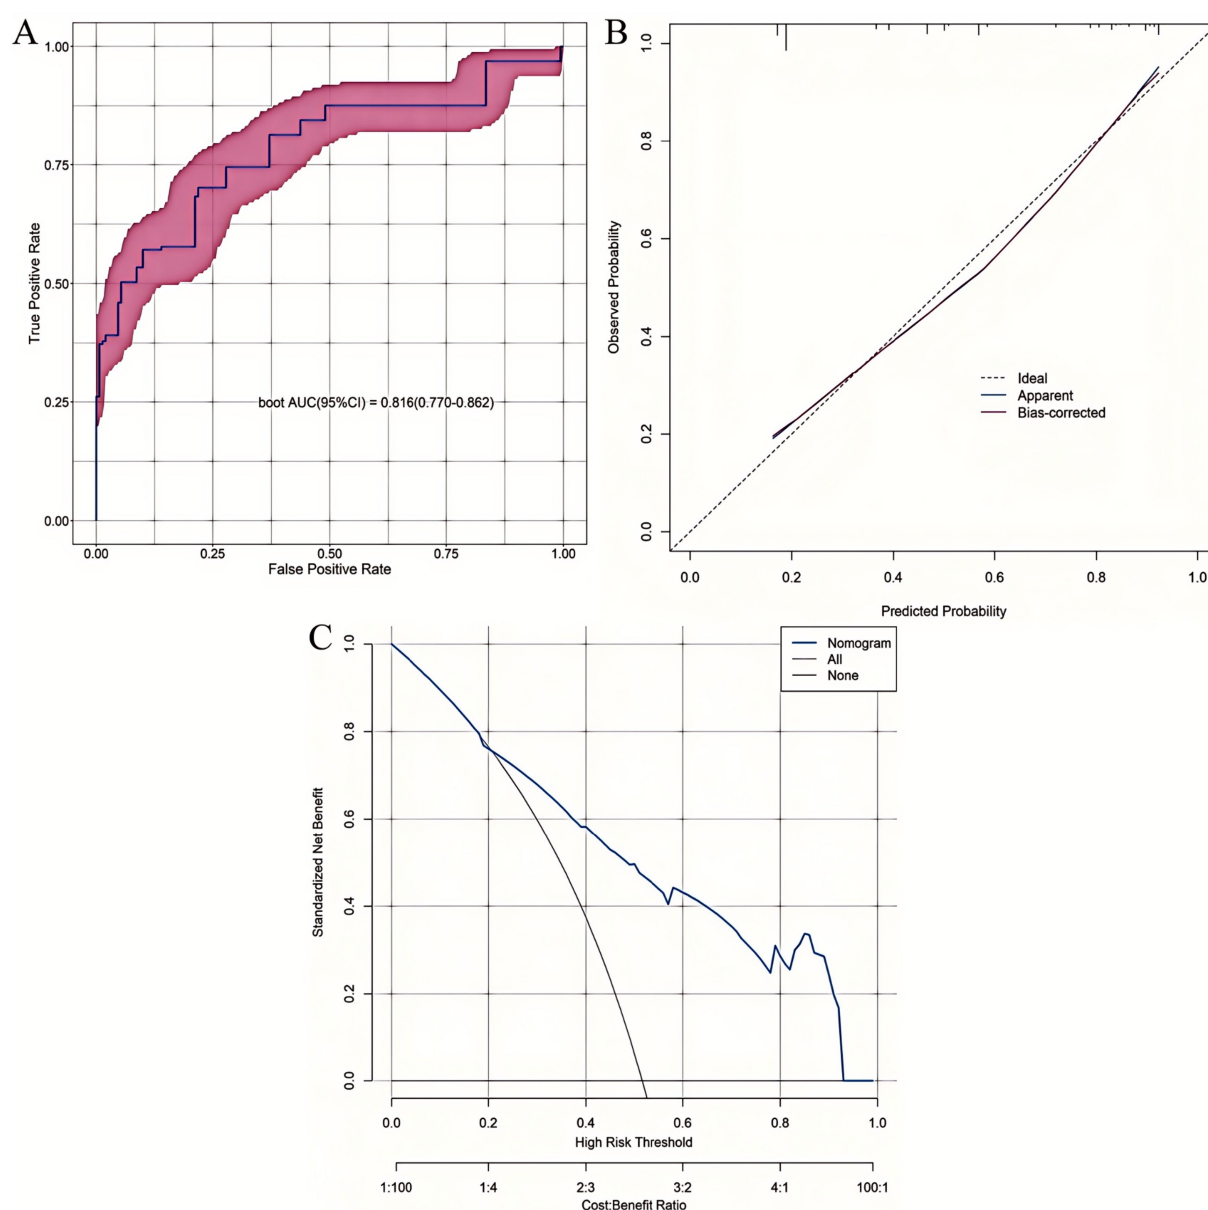 A
1.00
0.75
0.50
0.25
0.00
True Positive Rate
boot AUC(95%CI) = 0.816(0.770-0.862)
0.00 0.25 0.50 0.75 1.00
False Positive Rate
B
1.0
0.8
0.6
0.4
0.2
0.0
Observed Probability
Ideal
Apparent
Bias-corrected
0.0 0.2 0.4 0.6 0.8 1.0
Predicted Probability
C
Nomogram
All
None
1.0
0.8
0.6
0.4
0.2
0.0
Standardized Net Benefit
0.0 0.2 0.4 0.6 0.8 1.0
High Risk Threshold
1:100 1:4 2:3 3:2 4:1 100:1
Cost:Benefit Ratio